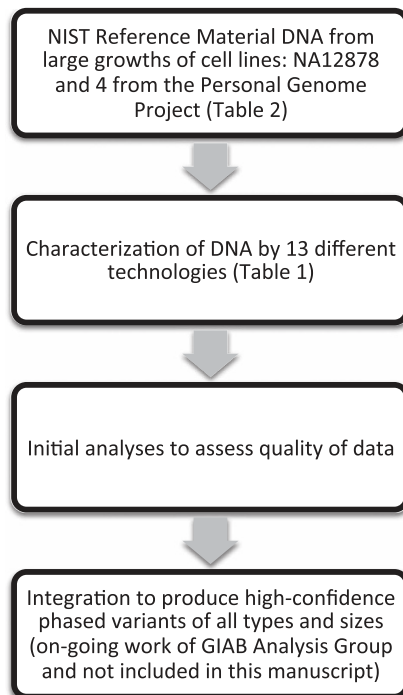 NIST Reference Material DNA from
large growths of cell lines: NA12878
and 4 from the Personal Genome
Project (Table 2)
Characterization of DNA by 13 different
technologies (Table 1)
Initial analyses to assess quality of data
Integration to produce high-confidence
phased variants of all types and sizes
(on-going work of GIAB Analysis Group
and not included in this manuscript)